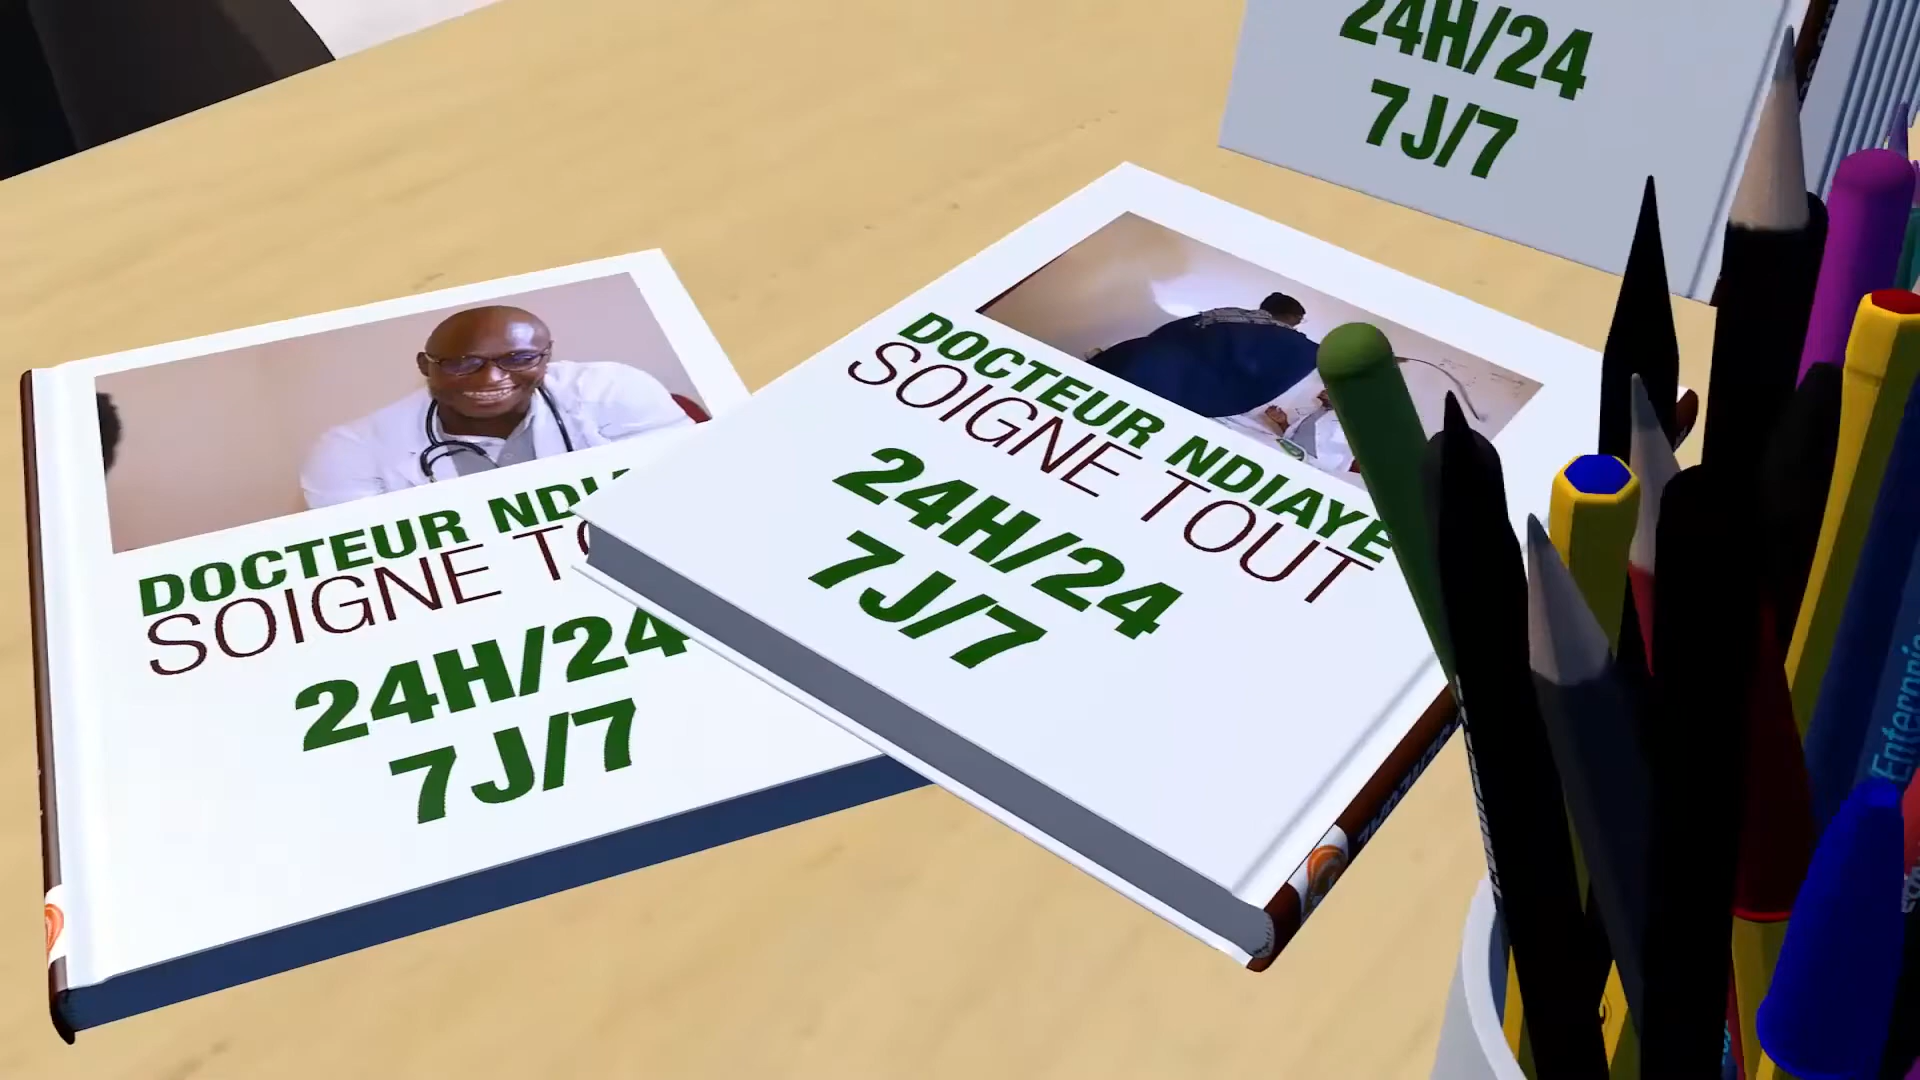 24H/24
7J/7
DOCTEUR NDIAYE
SOIGNE TOUT
24H/24
7J/7
DOCTEUR
SOIGNE
24H/24
7J/7